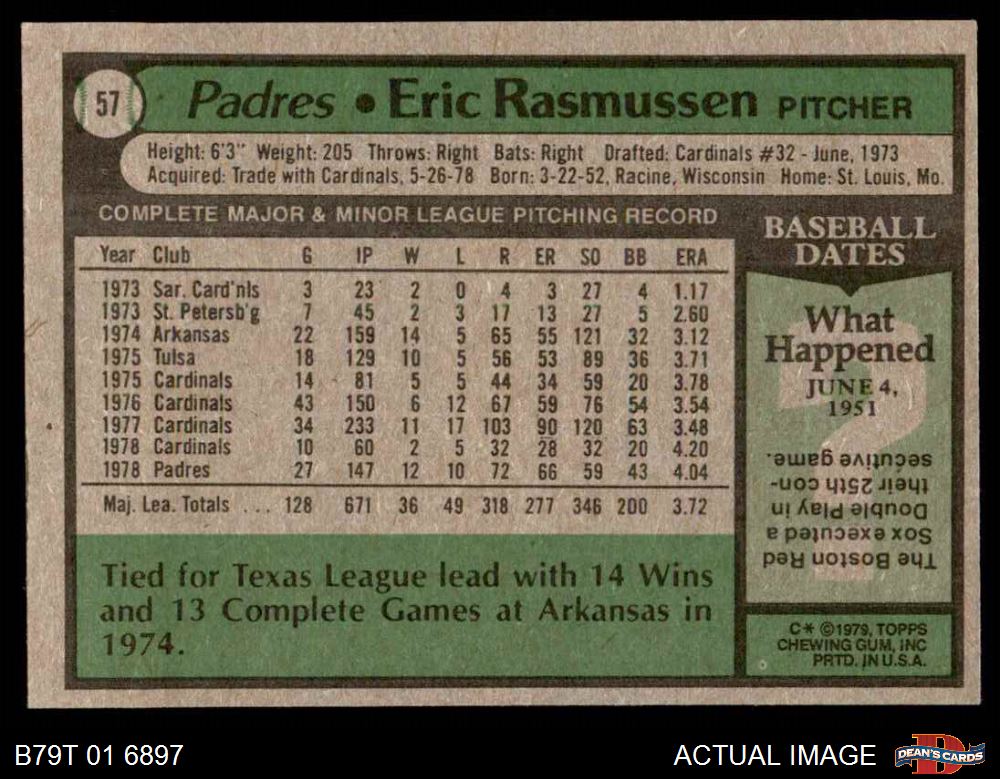 57
Padres • Eric Rasmussen PITCHER
Height: 6'3" Weight: 205 Throws: Right Bats: Right Drafted: Cardinals #32 - June, 1973
Acquired: Trade with Cardinals, 5-26-78 Born: 3-22-52, Racine, Wisconsin Home: St. Louis, Mo.
COMPLETE MAJOR & MINOR LEAGUE PITCHING RECORD
Year Club G IP W L R ER SO BB ERA
1973 Sar. Card'nls 3 23 2 0 4 3 27 4 1.17
1973 St. Petersb'g 7 45 2 3 17 13 27 5 2.60
1974 Arkansas 22 159 14 5 65 55 121 32 3.12
1975 Tulsa 18 129 10 5 56 53 89 36 3.71
1975 Cardinals 14 81 5 5 44 34 59 20 3.78
1976 Cardinals 43 150 6 12 67 59 76 54 3.54
1977 Cardinals 34 233 11 17 103 90 120 63 3.48
1978 Cardinals 10 60 2 5 32 28 32 20 4.20
1978 Padres 27 147 12 10 72 66 59 43 4.04
Maj. Lea. Totals ... 128 671 36 49 318 277 346 200 3.72
Tied for Texas League lead with 14 Wins
and 13 Complete Games at Arkansas in
1974.
BASEBALL
DATES
What
Happened
JUNE 4,
1951
?
The Boston Red
Sox executed a
Double Play in
their 25th con-
secutive game.
C* ©1979, TOPPS
CHEWING GUM, INC
PRTD. IN U.S.A.
B79T 01 6897
ACTUAL IMAGE
DEAN'S CARDS